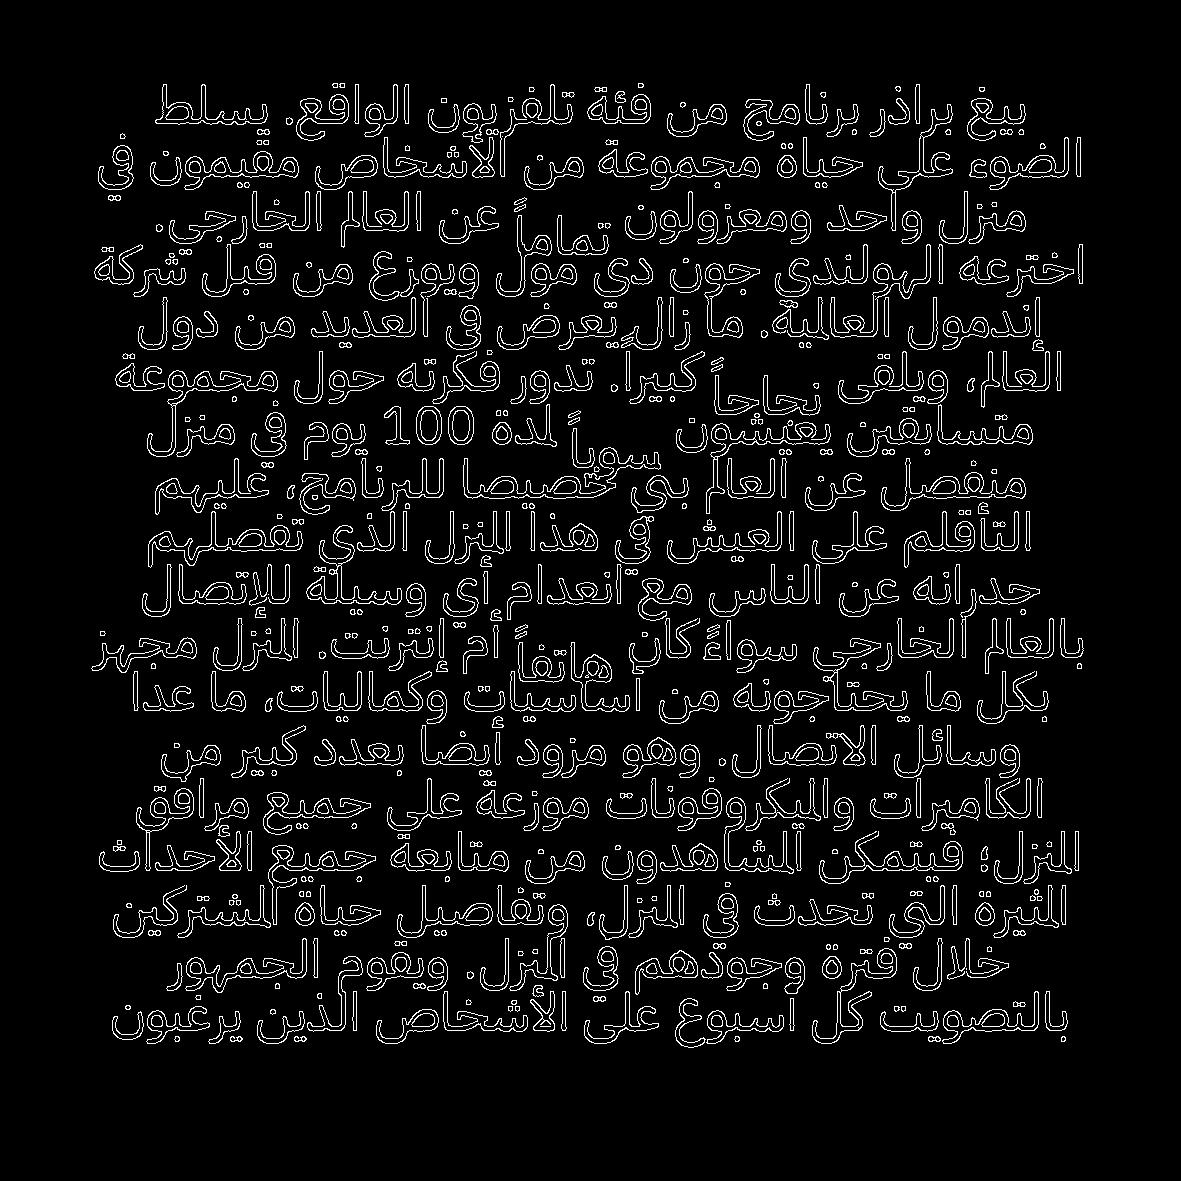 بيغ براذر برنامج من فئة تلفزيون الواقع. يسلط
الضوء على حياة مجموعة من الأشخاص مقيمون في
منزل واحد ومعزولون تماماً عن العالم الخارجي.
اخترعه الهولندي جون دي مول ويوزع من قبل شركة
إندمول العالمية. ما زال يعرض في العديد من دول
العالم، ويلقى نجاحاً كبيراً. تدور فكرته حول مجموعة
متسابقين يعيشون سوياً لمدة 100 يوم في منزل
منفصل عن العالم بني خصيصا للبرنامج، عليهم
التأقلم على العيش في هذا المنزل الذي تفصلهم
جدرانه عن الناس مع انعدام أي وسيلة للإتصال
بالعالم الخارجي سواءً كان هاتفاً أم إنترنت. المنزل مجهز
بكل ما يحتاجونه من أساسيات وكماليات، ما عدا
وسائل الاتصال. وهو مزود أيضا بعدد كبير من
الكاميرات والميكروفونات موزعة على جميع مرافق
المنزل؛ فيتمكن المشاهدون من متابعة جميع الأحداث
المثيرة التي تحدث في المنزل، وتفاصيل حياة المشتركين
خلال فترة وجودهم في المنزل. ويقوم الجمهور
بالتصويت كل أسبوع على الأشخاص الذين يرغبون